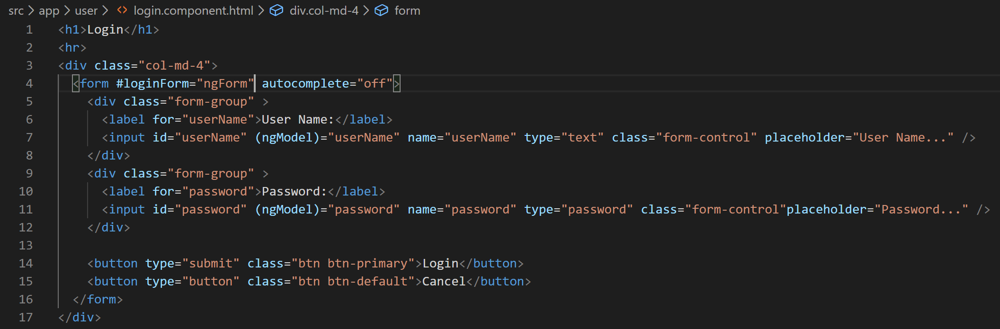 src > app > user > <> login.component.html > div.col-md-4 > form
1 <h1>Login</h1>
2 <hr>
3 <div class="col-md-4">
4   <form #loginForm="ngForm" autocomplete="off">
5     <div class="form-group" >
6       <label for="userName">User Name:</label>
7       <input id="userName" (ngModel)="userName" name="userName" type="text" class="form-control" placeholder="User Name..." />
8     </div>
9     <div class="form-group" >
10       <label for="password">Password:</label>
11       <input id="password" (ngModel)="password" name="password" type="password" class="form-control"placeholder="Password..." />
12     </div>
13
14     <button type="submit" class="btn btn-primary">Login</button>
15     <button type="button" class="btn btn-default">Cancel</button>
16   </form>
17 </div>